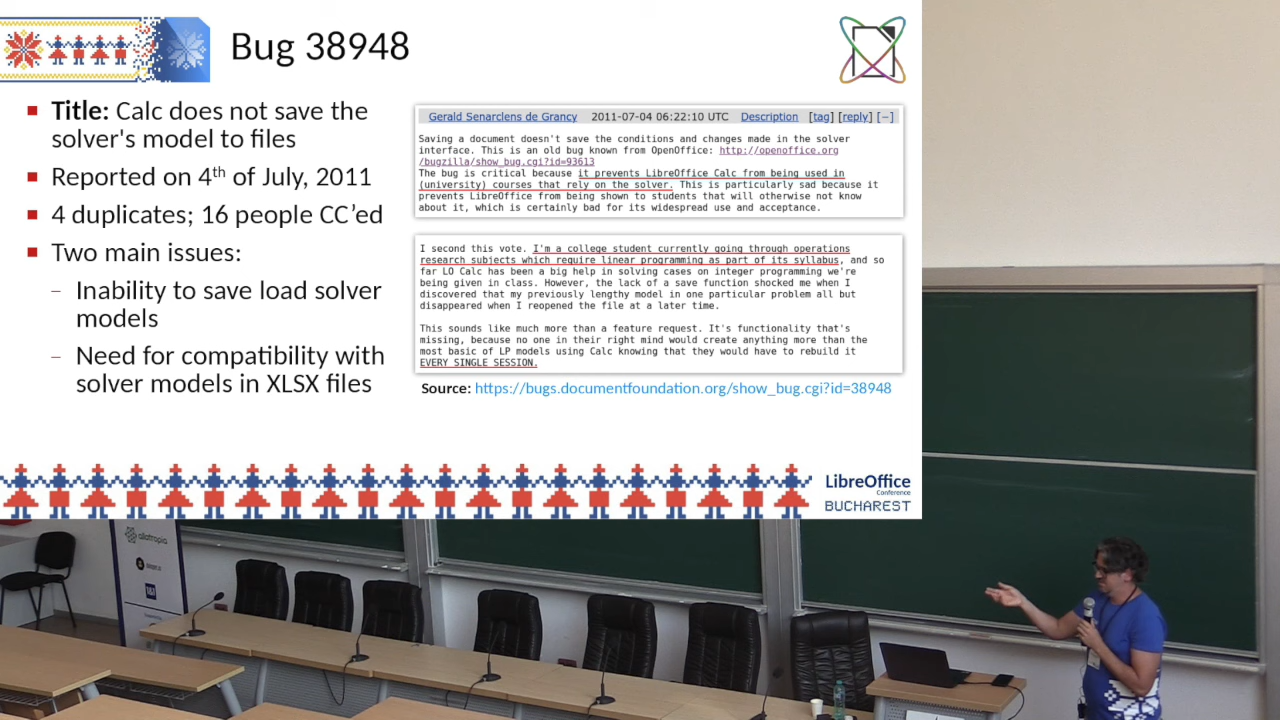 Bug 38948
Title: Calc does not save the
solver's model to files
Reported on 4th of July, 2011
4 duplicates; 16 people CC’ed
Two main issues:
– Inability to save load solver
models
– Need for compatibility with
solver models in XLSX files
Gerald Senarclens de Grancy 2011-07-04 06:22:10 UTC Description [tag] [reply] [−]
Saving a document doesn't save the conditions and changes made in the solver
interface. This is an old bug known from OpenOffice: http://openoffice.org
/bugzilla/show_bug.cgi?id=93613
The bug is critical because it prevents LibreOffice Calc from being used in
(university) courses that rely on the solver. This is particularly sad because it
prevents LibreOffice from being shown to students that will otherwise not know
about it, which is certainly bad for its widespread use and acceptance.
I second this vote. I'm a college student currently going through operations
research subjects which require linear programming as part of its syllabus, and so
far LO Calc has been a big help in solving cases on integer programming we're
being given in class. However, the lack of a save function shocked me when I
discovered that my previously lengthy model in one particular problem all but
disappeared when I reopened the file at a later time.
This sounds like much more than a feature request. It's functionality that's
missing, because no one in their right mind would create anything more than the
most basic of LP models using Calc knowing that they would have to rebuild it
EVERY SINGLE SESSION.
Source: https://bugs.documentfoundation.org/show_bug.cgi?id=38948
LibreOffice
Conference
BUCHAREST
allotropia